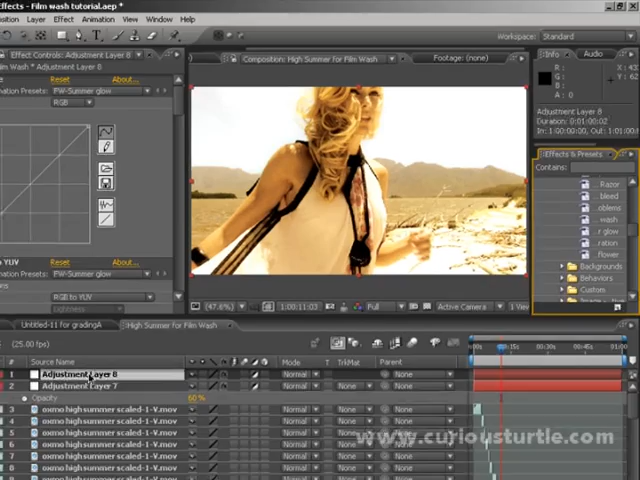 Effects - Film wash tutorial.aep *
Layer Effect Animation View Window Help
Workspace: Standard
Effect Controls: Adjustment Layer 8
Composition: High Summer for Film Wash
Footage: (none)
Info Audio
Film wash * Adjustment Layer 8
Reset About...
Animation Presets: FW-Summer glow
RGB
R :
G :
B :
A : 0
Adjustment Layer 8
Duration: 0:01:00:02
In: 1:00:00:00, Out: 1:01:00
Effects & Presets
Contains:
... Razor
... bleed
...oblems
... wash
...r glow
...ration
...flower
Backgrounds
Behaviors
Custom
to YUV Reset About...
FW-Summer glow
RGB to YUV
(47.6%) 1:00:11:03 Full Active Camera 1 View
Untitled-11 for gradingA High Summer for Film Wash
(25.00 fps)
00s 00:15s 00:30s 00:45s 01:00
# Source Name Mode T TrkMat Parent
1 Adjustment Layer 8 Normal None
2 Adjustment Layer 7 Normal None None
Opacity 60 %
3 oxmo high summer scaled-1-V.mov Normal None None
4 oxmo high summer scaled-1-V.mov Normal None None
5 oxmo high summer scaled-1-V.mov Normal None None
6 oxmo high summer scaled-1-V.mov Normal None None
7 oxmo high summer scaled-1-V.mov Normal None None
8 oxmo high summer scaled-1-V.mov Normal None None
www.curiousturtle.com